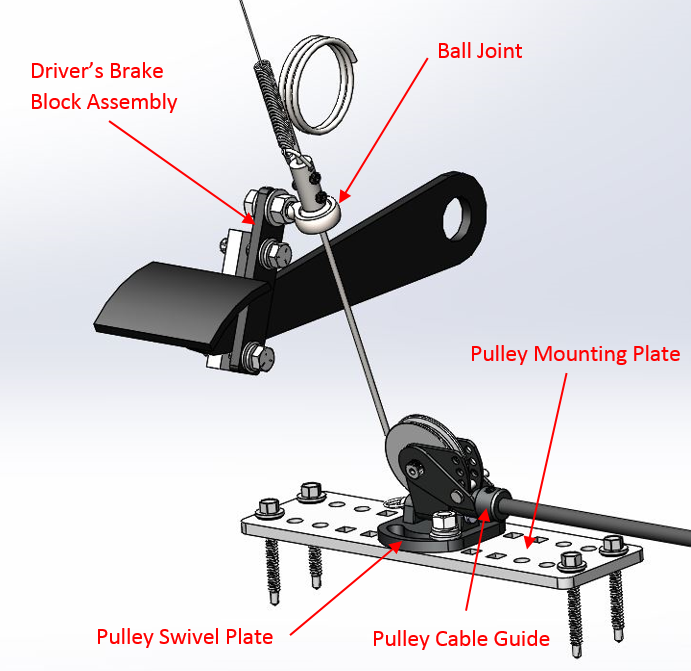 Ball Joint
Driver’s Brake
Block Assembly
Pulley Mounting Plate
Pulley Swivel Plate
Pulley Cable Guide